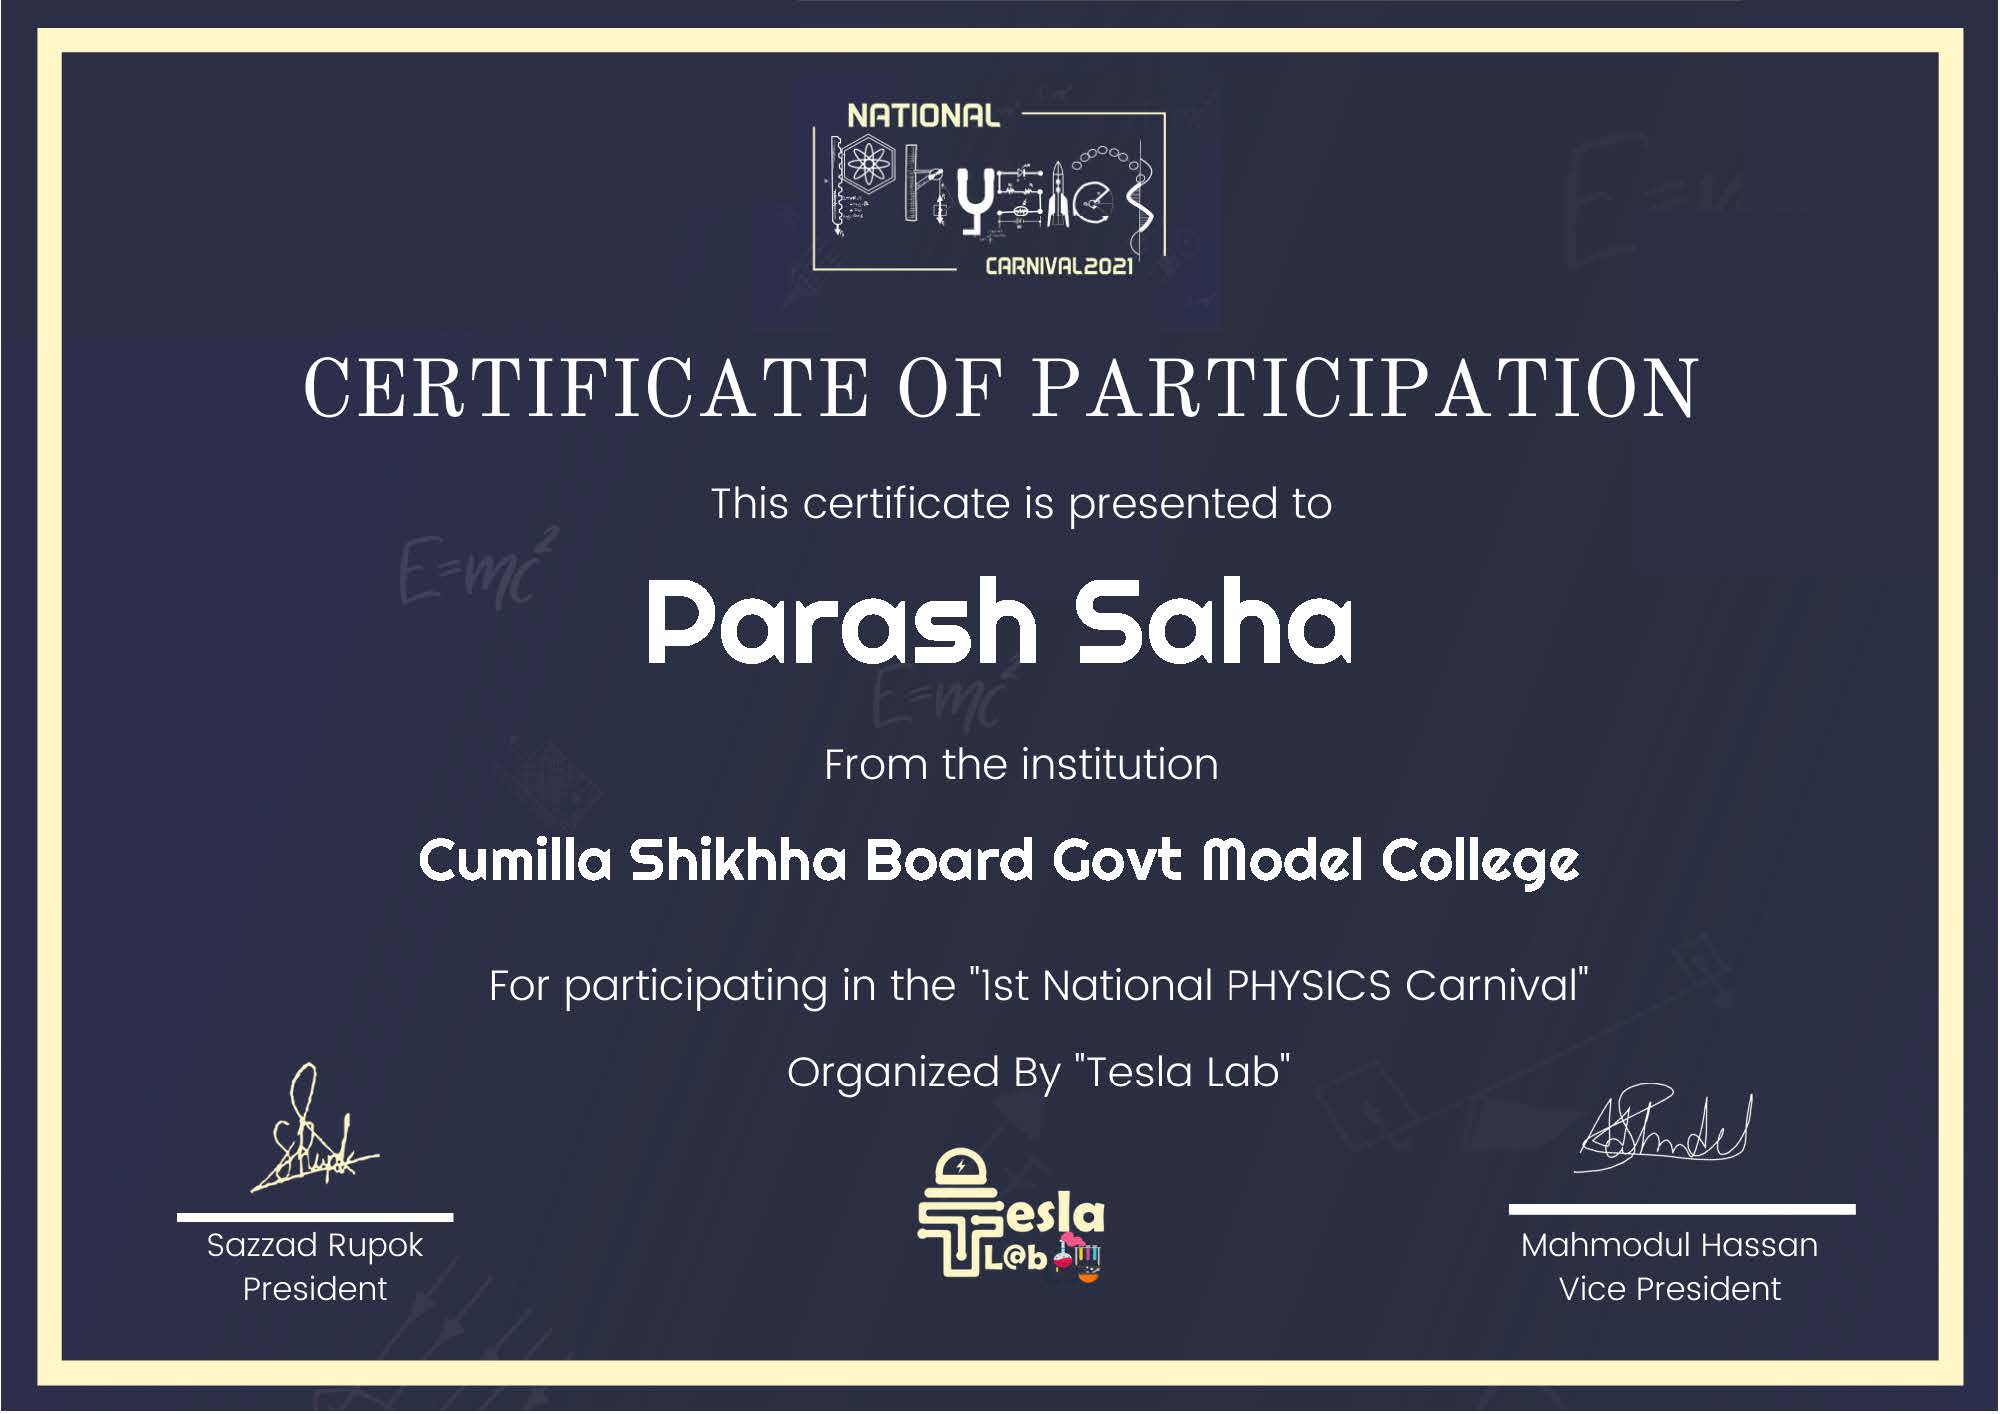 NATIONAL
Physics
CARNIVAL2021
CERTIFICATE OF PARTICIPATION
This certificate is presented to
E=mc²
Parash Saha
E=mc²
From the institution
Cumilla Shikhha Board Govt Model College
For participating in the "1st National PHYSICS Carnival"
Organized By "Tesla Lab"
Tesla
L@b
Sazzad Rupok
President
Mahmodul Hassan
Vice President